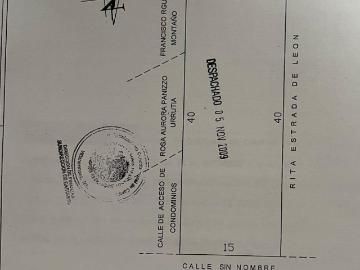 FRANCISCO RGU
MONTAÑO
ROSA AURORA PANIZZO
URRUTIA
CALLE DE ACCESO DE
CONDOMINIOS
40
DESPACHADO 05 NOV 2009
40
RITA ESTRADA DE LEON
15
CALLE SIN NOMBRE